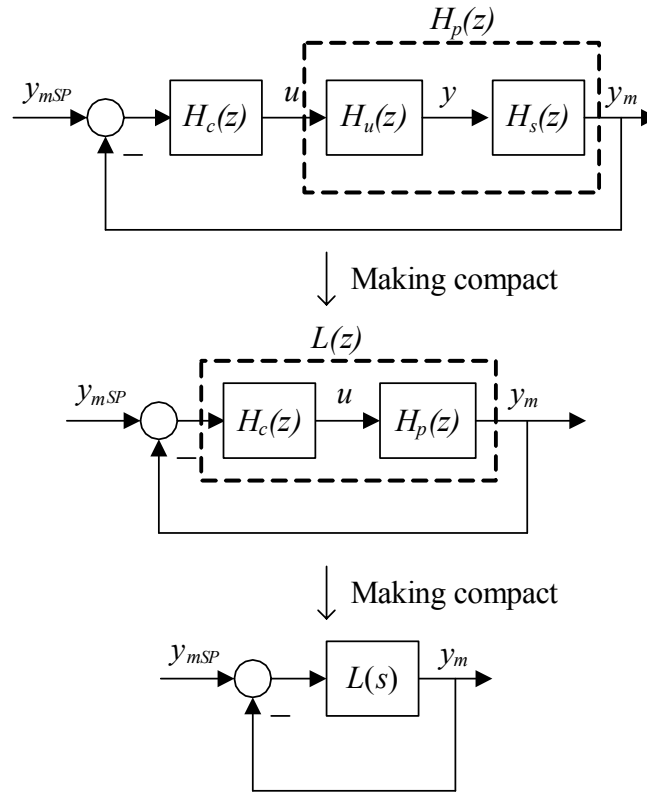 H_p(z)
y_mSP
H_c(z)
u
H_u(z)
y
H_s(z)
y_m
–
Making compact
L(z)
y_mSP
H_c(z)
u
H_p(z)
y_m
–
Making compact
y_mSP
L(s)
y_m
–